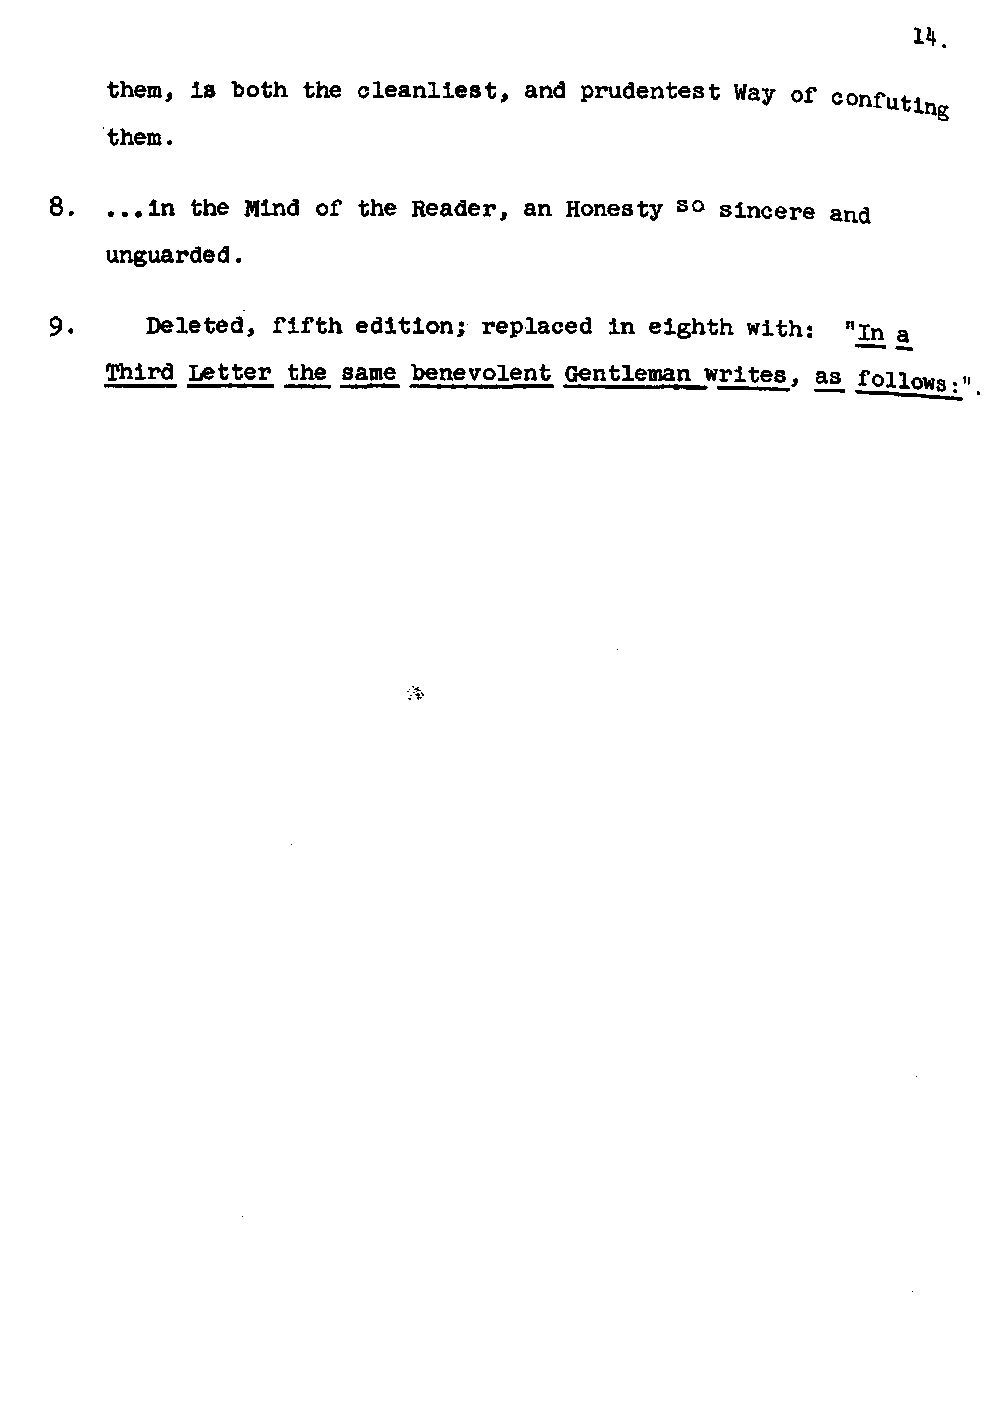 14.
them, is both the cleanliest, and prudentest Way of confuting
them.
8. ...in the Mind of the Reader, an Honesty so sincere and
unguarded.
9. Deleted, fifth edition; replaced in eighth with: "In a
Third Letter the same benevolent Gentleman writes, as follows:".